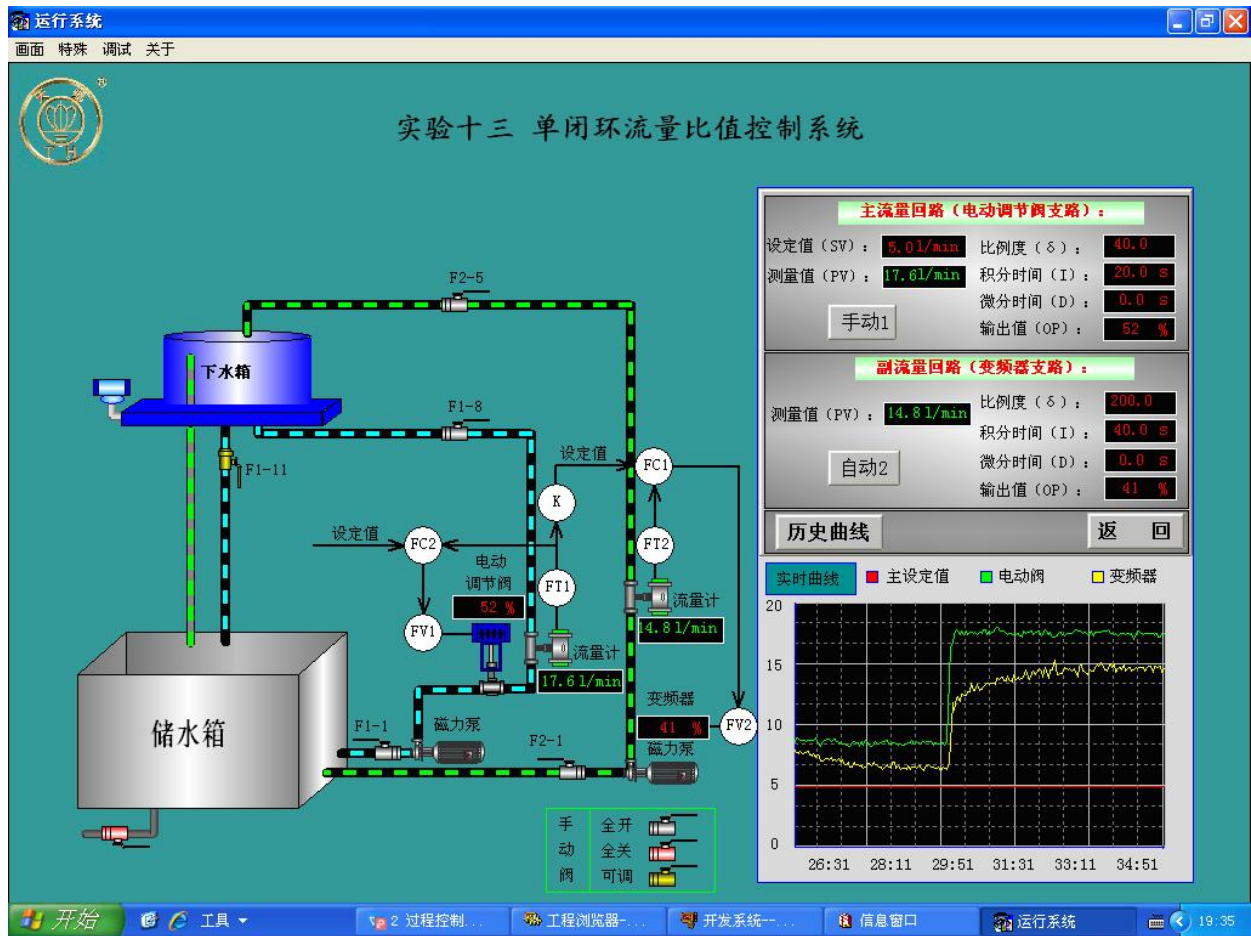 运行系统
画面 特殊 调试 关于
T H
实验十三 单闭环流量比值控制系统
主流量回路（电动调节阀支路）：
设定值（SV）： 5.0l/min 比例度（δ）： 40.0
测量值（PV）： 17.6l/min 积分时间（I）： 20.0 s
微分时间（D）： 0.0 s
手动1 输出值（OP）： 52 %
副流量回路（变频器支路）：
测量值（PV）： 14.8l/min 比例度（δ）： 200.0
积分时间（I）： 40.0 s
自动2 微分时间（D）： 0.0 s
输出值（OP）： 41 %
历史曲线 返 回
实时曲线 主设定值 电动阀 变频器
20
15
10
5
0
26:31 28:11 29:51 31:31 33:11 34:51
F2-5
下水箱
F1-8
F1-11
设定值
FC1
K
设定值
FC2
FT2
电动
调节阀
52 %
FT1
流量计
14.8l/min
FV1
流量计
17.6l/min
变频器
41 %
FV2
储水箱
F1-1
磁力泵
F2-1
磁力泵
手 全开
动 全关
阀 可调
开始 工具 2 过程控制... 工程浏览器-... 开发系统--... 信息窗口 运行系统 19:35